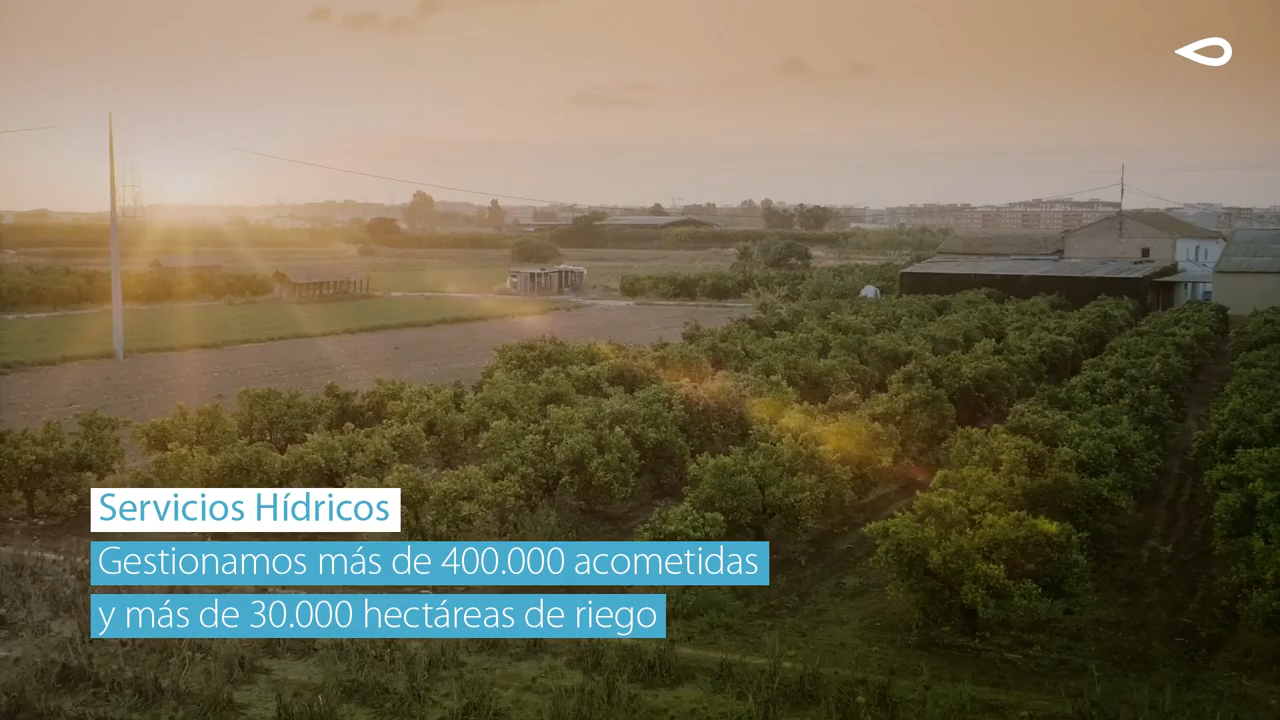 Servicios Hídricos
Gestionamos más de 400.000 acometidas
y más de 30.000 hectáreas de riego